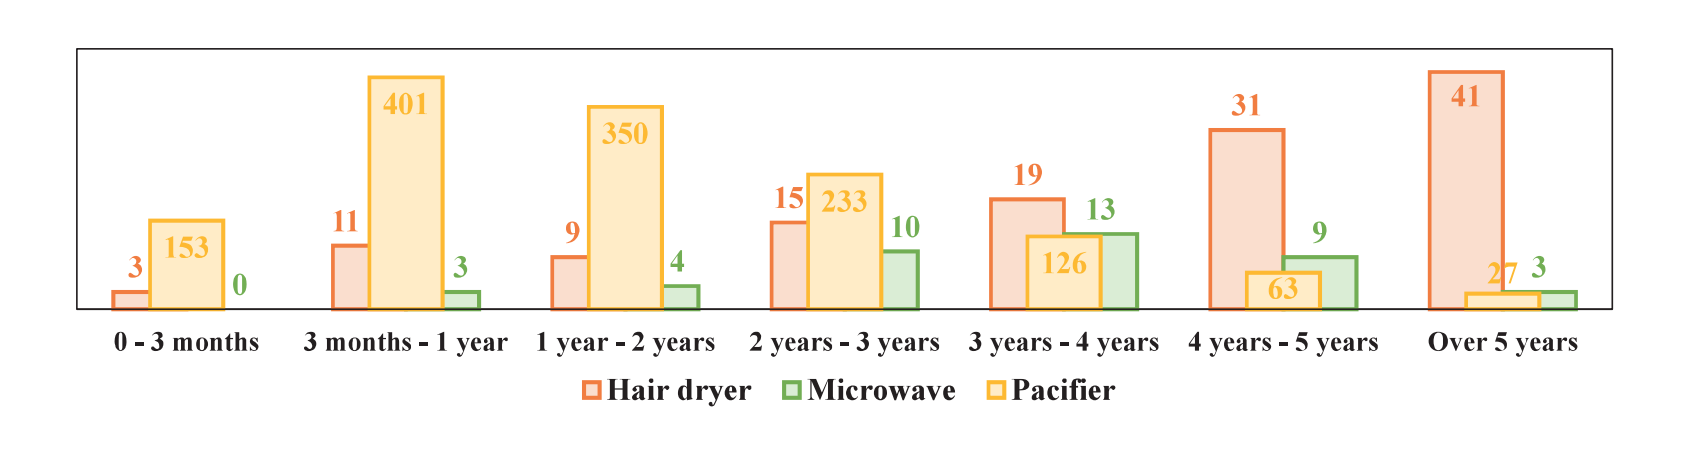 3 153 0
11 401 3
9 350 4
15 233 10
19 126 13
31 63 9
41 27 3
0 - 3 months 3 months - 1 year 1 year - 2 years 2 years - 3 years 3 years - 4 years 4 years - 5 years Over 5 years
Hair dryer Microwave Pacifier